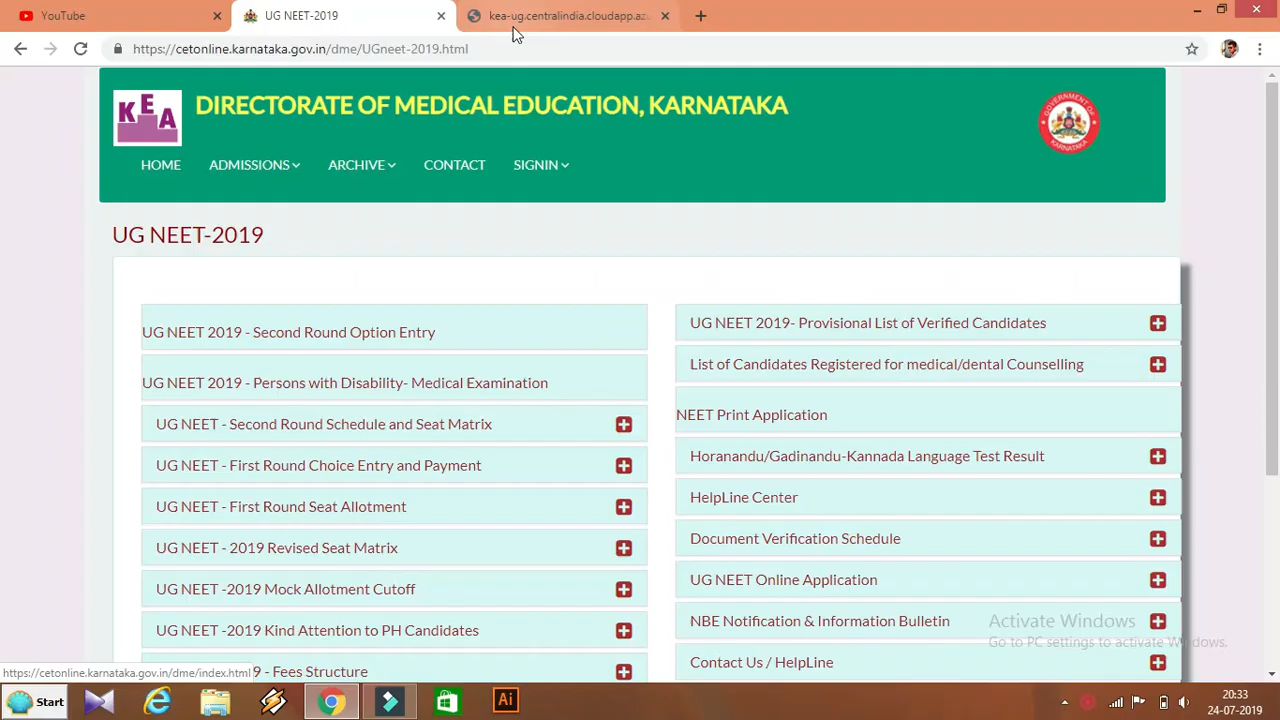 YouTube
UG NEET-2019
kea-ug.centralindia.cloudapp.az
https://cetonline.karnataka.gov.in/dme/UGneet-2019.html
KEA
DIRECTORATE OF MEDICAL EDUCATION, KARNATAKA
HOME
ADMISSIONS
ARCHIVE
CONTACT
SIGNIN
UG NEET-2019
UG NEET 2019 - Second Round Option Entry
UG NEET 2019 - Persons with Disability- Medical Examination
UG NEET - Second Round Schedule and Seat Matrix
UG NEET - First Round Choice Entry and Payment
UG NEET - First Round Seat Allotment
UG NEET - 2019 Revised Seat Matrix
UG NEET -2019 Mock Allotment Cutoff
UG NEET -2019 Kind Attention to PH Candidates
9 - Fees Structure
UG NEET 2019- Provisional List of Verified Candidates
List of Candidates Registered for medical/dental Counselling
NEET Print Application
Horanandu/Gadinandu-Kannada Language Test Result
HelpLine Center
Document Verification Schedule
UG NEET Online Application
NBE Notification & Information Bulletin
Contact Us / HelpLine
Activate Windows
Go to PC settings to activate Windows.
https://cetonline.karnataka.gov.in/dme/index.html
Start
Ai
20:33
24-07-2019